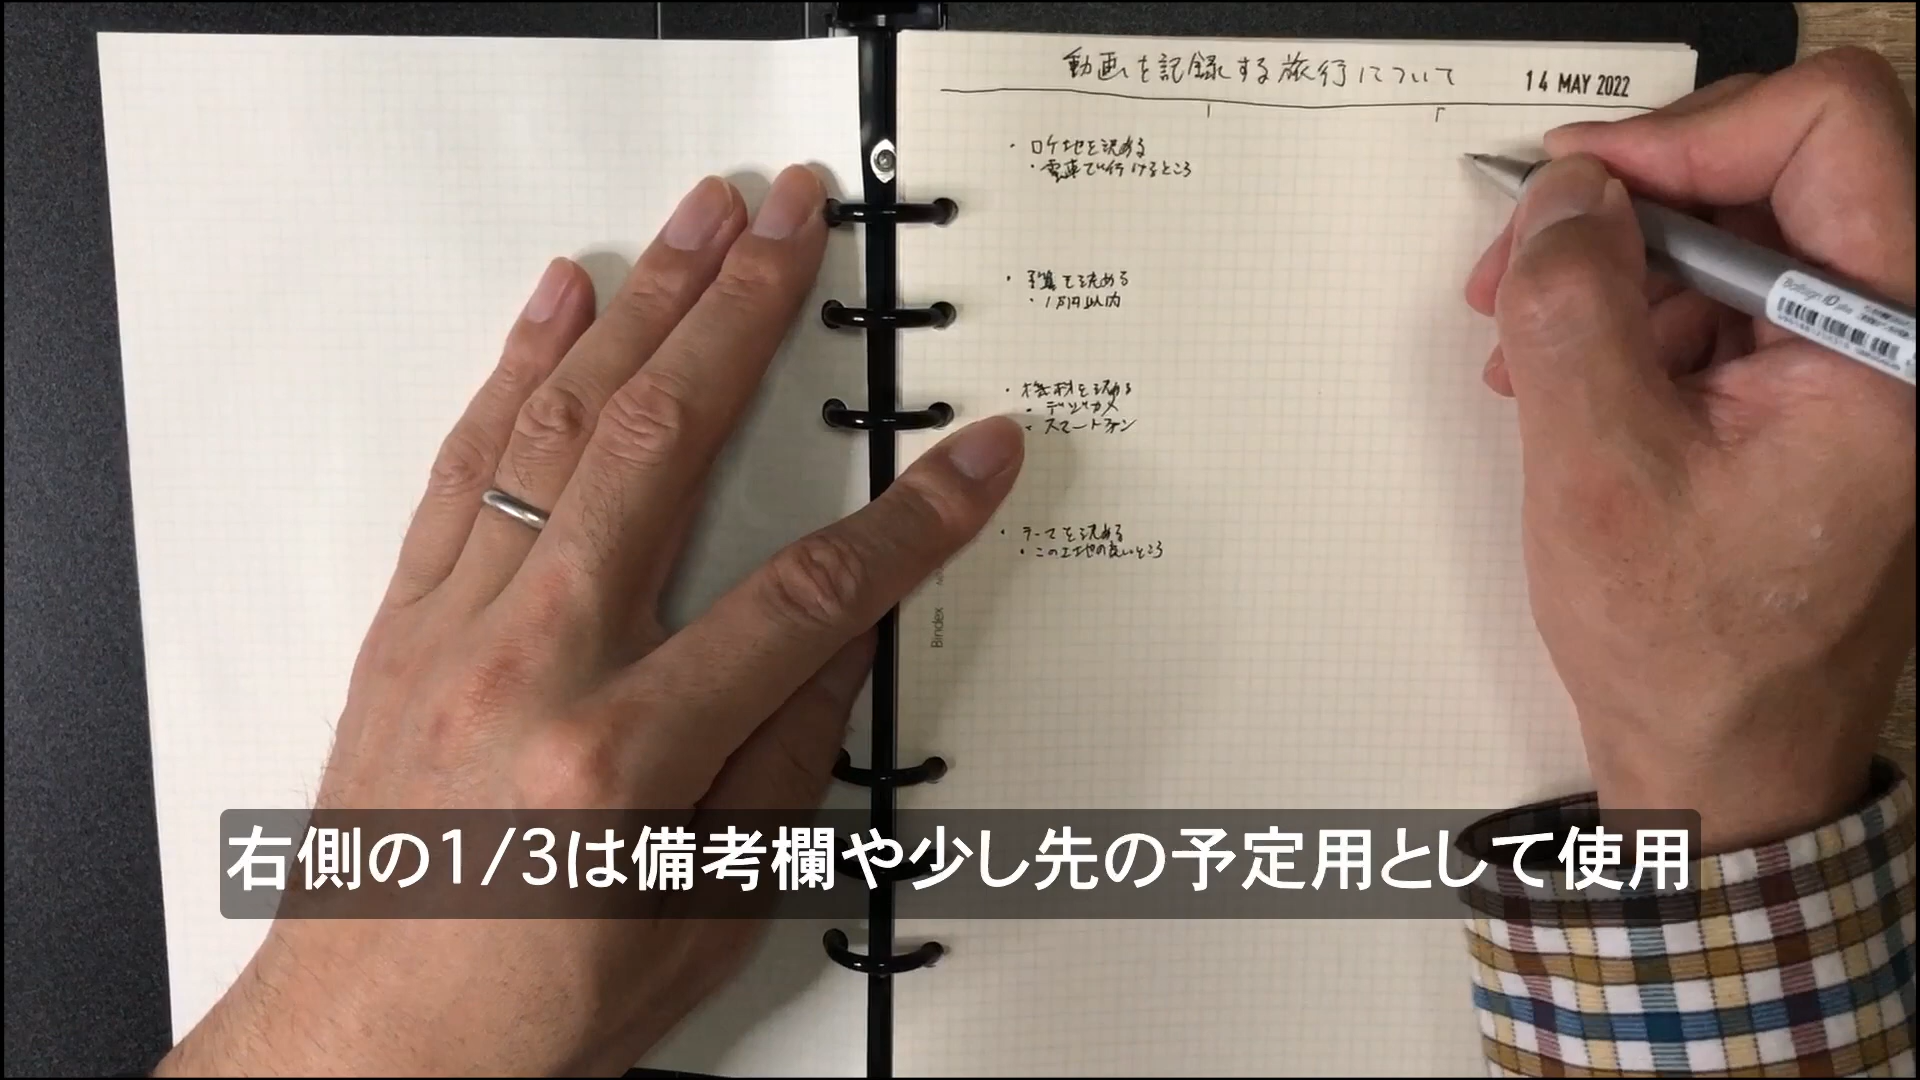 動画を記録する旅行について
14 MAY 2022
・ロケ地を決める
・電車で行けるところ
・予算を決める
・1万円以内
・機材を決める
・デジカメ
・スマートフォン
・テーマを決める
・この土地の良いところ
Bindex
Ballsign iD plus
右側の1/3は備考欄や少し先の予定用として使用